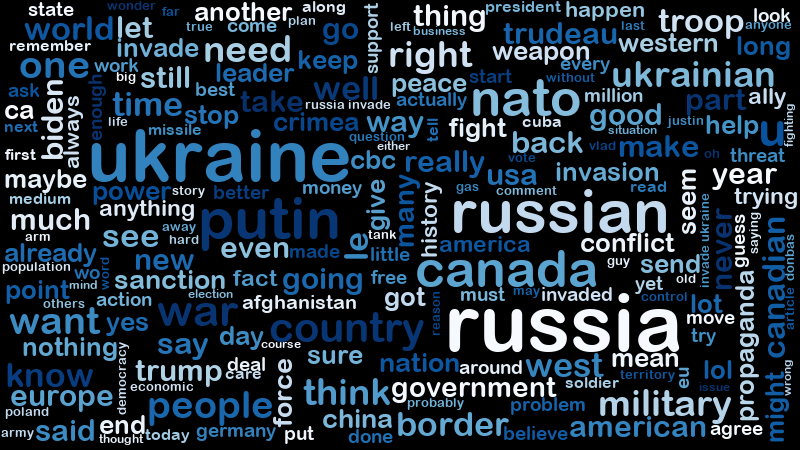 state
another
along
thing
president
happen
look
wonder
far
plan
true
come
left
business
last
anyone
world
let
remember
invade
need
go
support
right
trudeau
troop
western
long
weapon
one
work
leader
keep
every
big
still
well
peace
start
without
ukrainian
ask
best
actually
nato
million
part
ally
biden
always
enough
time
take
russia invade
ca
next
life
missile
stop
crimea
way
tell
fight
cuba
good
situation
justin
help
u
fighting
question
first
either
back
vlad
make
oh
threat
ukraine
cbc
really
usa
vote
invasion
year
maybe
power
story
better
money
gas
comment
read
medium
trying
anything
away
putin
le
give
many
history
russian
seem
much
arm
see
hard
even
made
tank
little
america
conflict
invade ukraine
never
guess
saying
already
new
guy
send
old
population
wo
mind
word
sanction
fact
going
free
canada
yet
propaganda
canadian
donbas
point
others
action
election
afghanistan
got
must
may
invaded
control
lot
move
article
want
yes
war
country
reason
russia
try
say
day
course
nothing
sure
nation
around
west
mean
might
wrong
know
democracy
trump
deal
care
force
government
soldier
territory
eu
lol
issue
economic
europe
people
think
probably
problem
military
poland
china
border
army
said
end
thought
today
germany
put
done
believe
american
agree